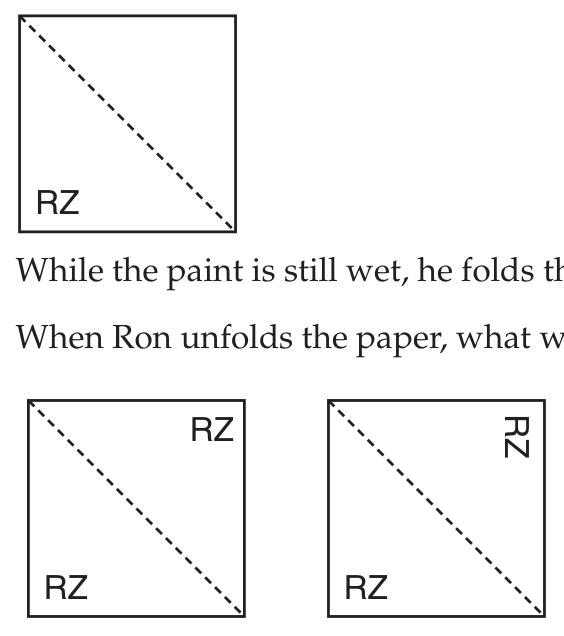 RZ
While the paint is still wet, he folds
When Ron unfolds the paper, what
RZ RZ
RZ RZ